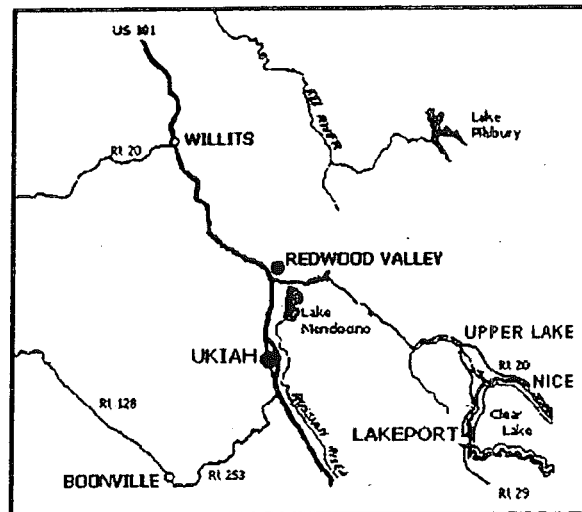 US 101
EEL RIVER
Lake
Pillsbury
WILLITS
Rt 20
REDWOOD VALLEY
Lake
Mendocino
UPPER LAKE
UKIAH
Rt 20
NICE
RUSSIAN
Rt 128
Clear
Lake
LAKEPORT
BOONVILLE
Rt 253
Rt 29